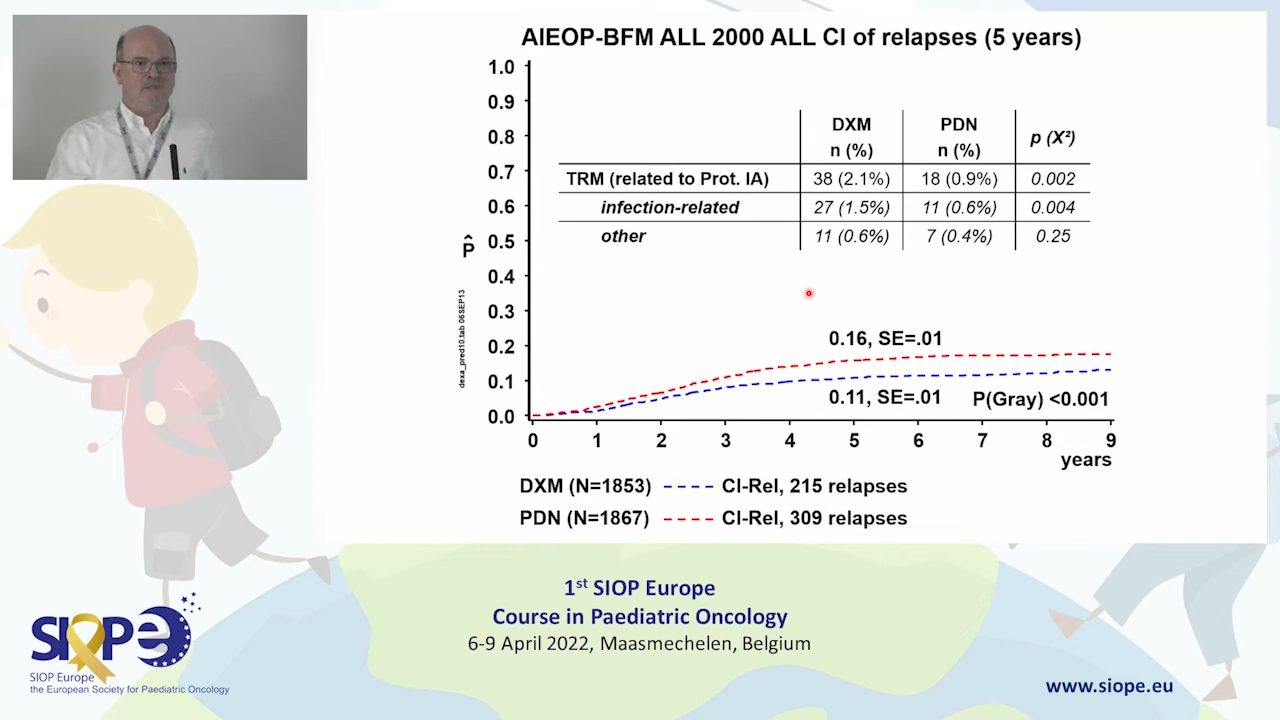 AIEOP-BFM ALL 2000 ALL CI of relapses (5 years)
1.0
0.9
0.8
0.7
0.6
0.5
0.4
0.3
0.2
0.1
0.0
P̂
dexa_pred10.tab 06SEP13
DXM PDN p (X²)
n (%) n (%)
TRM (related to Prot. IA) 38 (2.1%) 18 (0.9%) 0.002
infection-related 27 (1.5%) 11 (0.6%) 0.004
other 11 (0.6%) 7 (0.4%) 0.25
0.16, SE=.01
0.11, SE=.01 P(Gray) <0.001
0 1 2 3 4 5 6 7 8 9
years
DXM (N=1853) CI-Rel, 215 relapses
PDN (N=1867) CI-Rel, 309 relapses
1st SIOP Europe
Course in Paediatric Oncology
6-9 April 2022, Maasmechelen, Belgium
SIOPe
SIOP Europe
the European Society for Paediatric Oncology
www.siope.eu